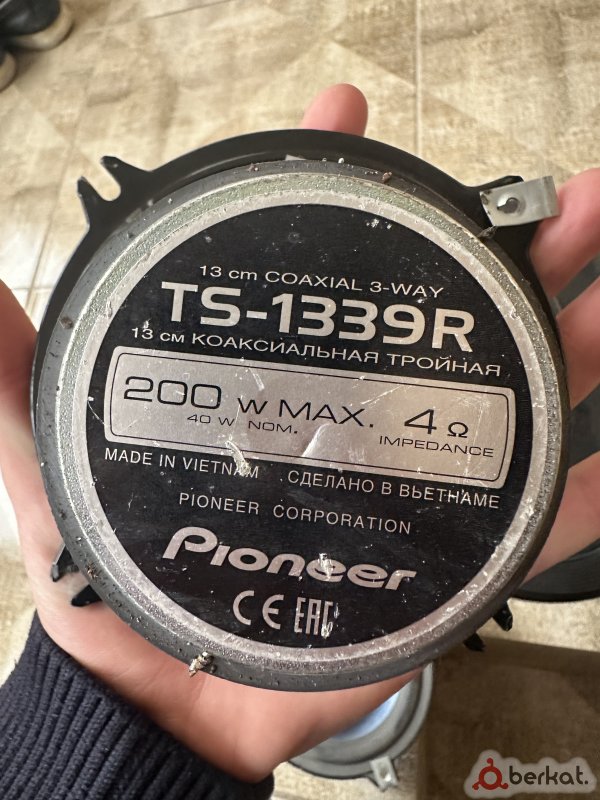 13 cm COAXIAL 3-WAY
TS-1339R
13 см КОАКСИАЛЬНАЯ ТРОЙНАЯ
200 W MAX. 4 Ω
40 W NOM. IMPEDANCE
MADE IN VIETNAM СДЕЛАНО В ВЬЕТНАМЕ
PIONEER CORPORATION
Pioneer
CE EAC
berkat.